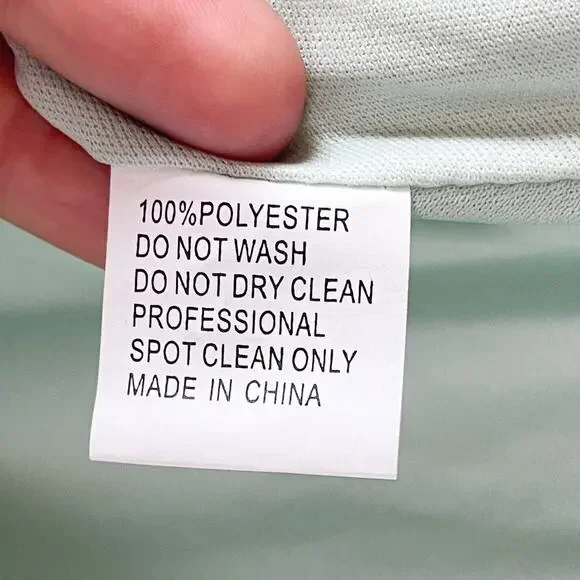 100%POLYESTER
DO NOT WASH
DO NOT DRY CLEAN
PROFESSIONAL
SPOT CLEAN ONLY
MADE IN CHINA